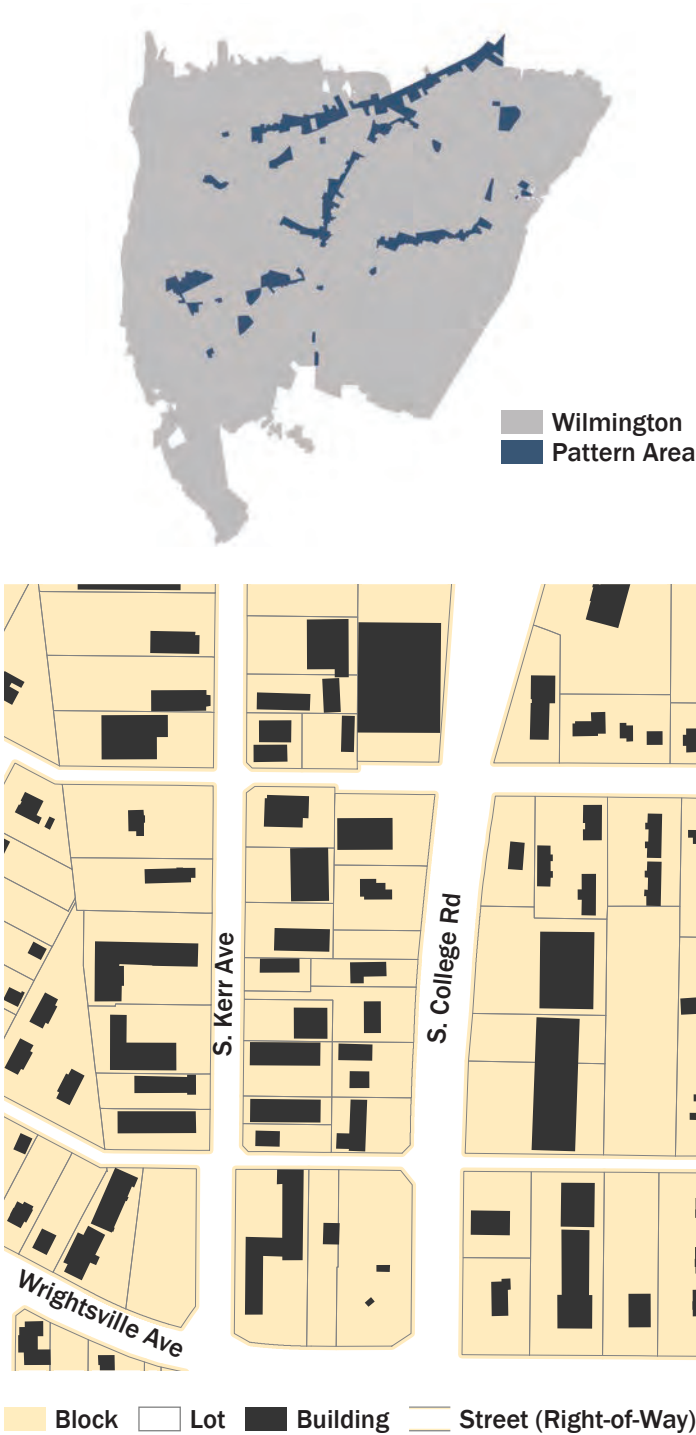 Wilmington
Pattern Area
S. Kerr Ave
S. College Rd
Wrightsville Ave
Block
Lot
Building
Street (Right-of-Way)